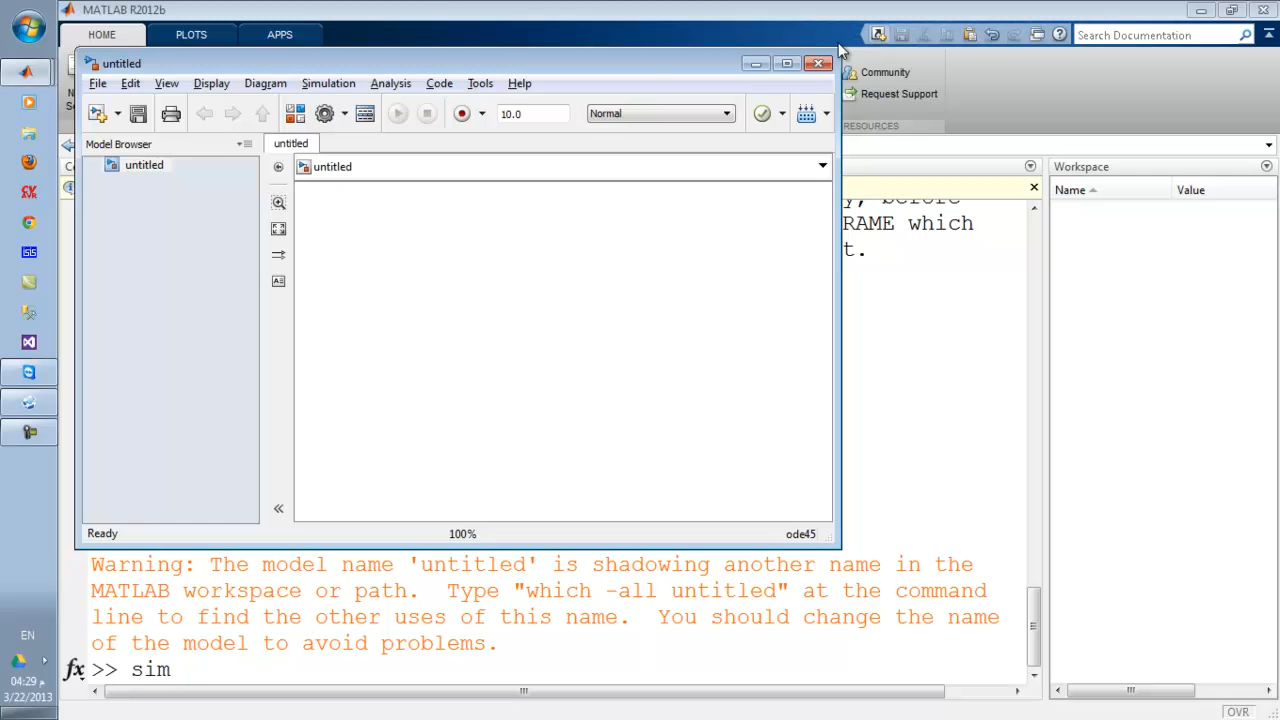 MATLAB R2012b
HOME PLOTS APPS
Search Documentation
untitled
Community
Request Support
RESOURCES
File Edit View Display Diagram Simulation Analysis Code Tools Help
10.0 Normal
Model Browser
untitled
untitled
untitled
Ready 100% ode45
Workspace
Name Value
RAME which
t.
Warning: The model name 'untitled' is shadowing another name in the
MATLAB workspace or path. Type "which -all untitled" at the command
line to find the other uses of this name. You should change the name
of the model to avoid problems.
fx >> sim
OVR
CV
AVR
ISIS
EN
04:29 م
3/22/2013